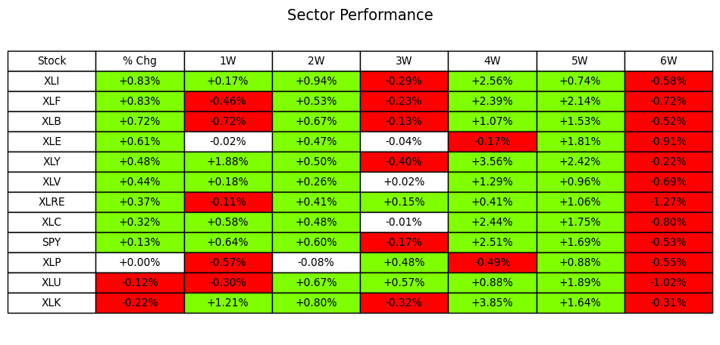 Sector Performance
Stock % Chg 1W 2W 3W 4W 5W 6W
XLI +0.83% +0.17% +0.94% -0.29% +2.56% +0.74% -0.58%
XLF +0.83% -0.46% +0.53% -0.23% +2.39% +2.14% -0.72%
XLB +0.72% -0.72% +0.67% -0.13% +1.07% +1.53% -0.52%
XLE +0.61% -0.02% +0.47% -0.04% -0.17% +1.81% -0.91%
XLY +0.48% +1.88% +0.50% -0.40% +3.56% +2.42% -0.22%
XLV +0.44% +0.18% +0.26% +0.02% +1.29% +0.96% -0.69%
XLRE +0.37% -0.11% +0.41% +0.15% +0.41% +1.06% -1.27%
XLC +0.32% +0.58% +0.48% -0.01% +2.44% +1.75% -0.80%
SPY +0.13% +0.64% +0.60% -0.17% +2.51% +1.69% -0.53%
XLP +0.00% -0.57% -0.08% +0.48% -0.49% +0.88% -0.55%
XLU -0.12% -0.30% +0.67% +0.57% +0.88% +1.89% -1.02%
XLK -0.22% +1.21% +0.80% -0.32% +3.85% +1.64% -0.31%